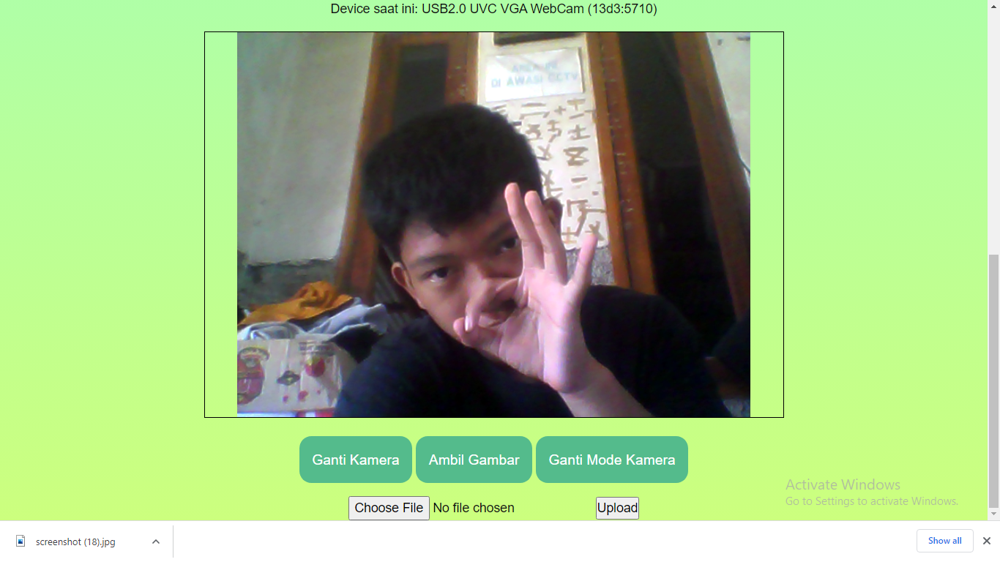 Device saat ini: USB2.0 UVC VGA WebCam (13d3:5710)
AREA INI
DI AWASI CCTV
Ganti Kamera
Ambil Gambar
Ganti Mode Kamera
Choose File No file chosen
Upload
Activate Windows
Go to Settings to activate Windows.
screenshot (18).jpg
Show all